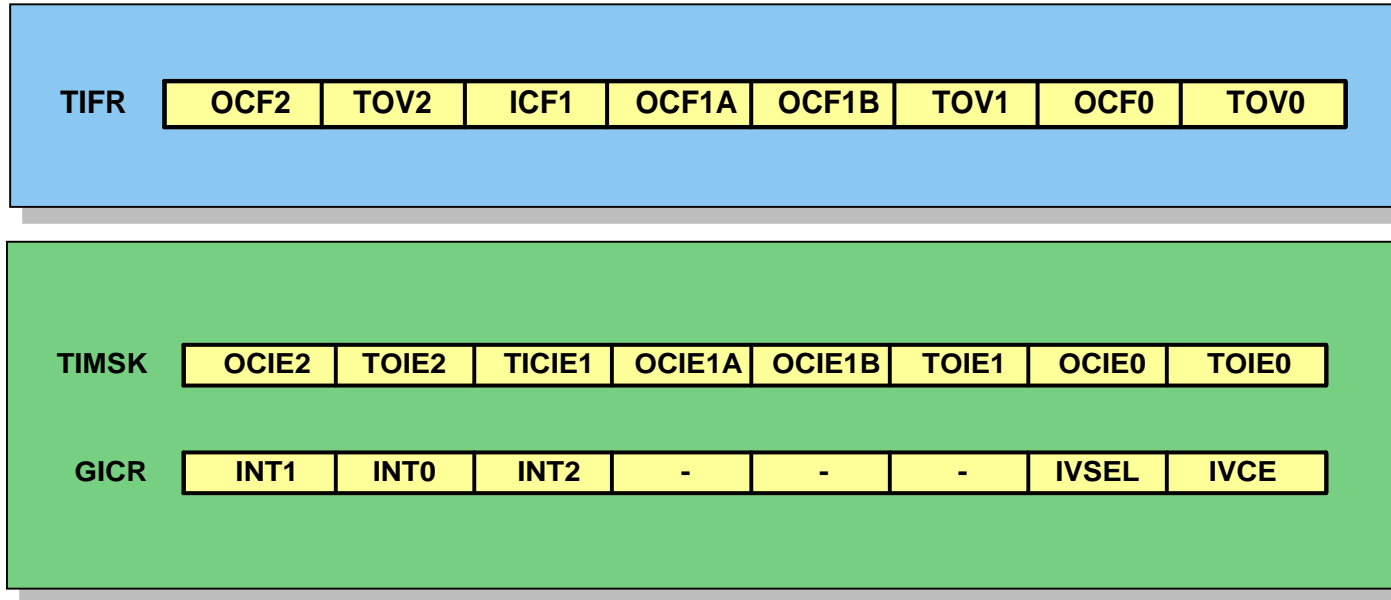 TIFR OCF2 TOV2 ICF1 OCF1A OCF1B TOV1 OCF0 TOV0
TIMSK OCIE2 TOIE2 TICIE1 OCIE1A OCIE1B TOIE1 OCIE0 TOIE0
GICR INT1 INT0 INT2 - - - IVSEL IVCE